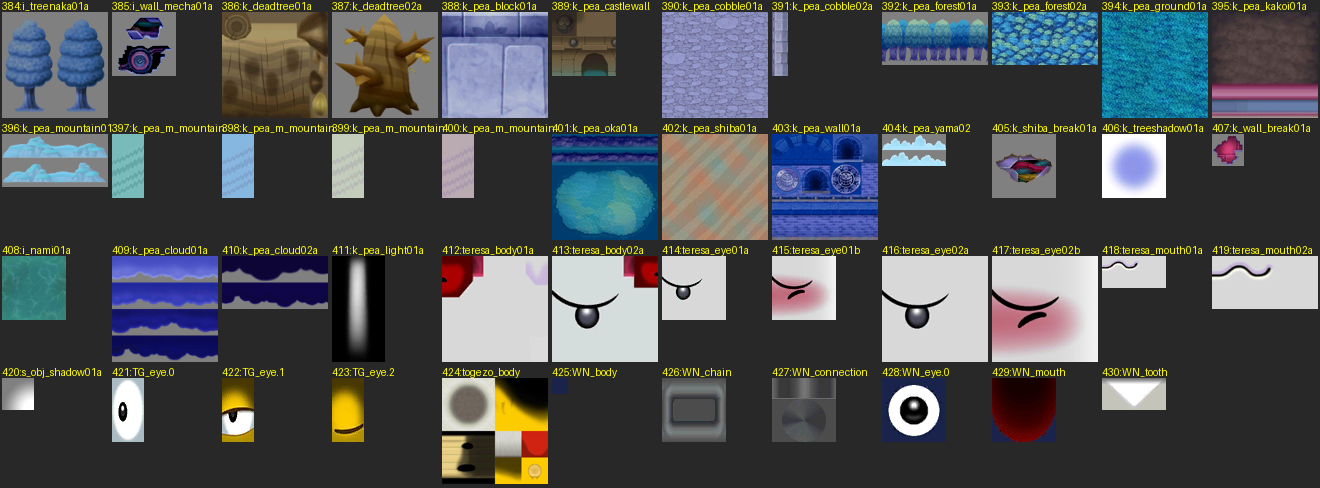 384:i_treenaka01a 385:i_wall_mecha01a 386:k_deadtree01a 387:k_deadtree02a 388:k_pea_block01a 389:k_pea_castlewall 390:k_pea_cobble01a 391:k_pea_cobble02a 392:k_pea_forest01a 393:k_pea_forest02a 394:k_pea_ground01a 395:k_pea_kakoi01a
396:k_pea_mountain01 397:k_pea_m_mountain 398:k_pea_m_mountain 399:k_pea_m_mountain 400:k_pea_m_mountain 401:k_pea_oka01a 402:k_pea_shiba01a 403:k_pea_wall01a 404:k_pea_yama02 405:k_shiba_break01a 406:k_treeshadow01a 407:k_wall_break01a
408:i_nami01a 409:k_pea_cloud01a 410:k_pea_cloud02a 411:k_pea_light01a 412:teresa_body01a 413:teresa_body02a 414:teresa_eye01a 415:teresa_eye01b 416:teresa_eye02a 417:teresa_eye02b 418:teresa_mouth01a 419:teresa_mouth02a
420:s_obj_shadow01a 421:TG_eye.0 422:TG_eye.1 423:TG_eye.2 424:togezo_body 425:WN_body 426:WN_chain 427:WN_connection 428:WN_eye.0 429:WN_mouth 430:WN_tooth